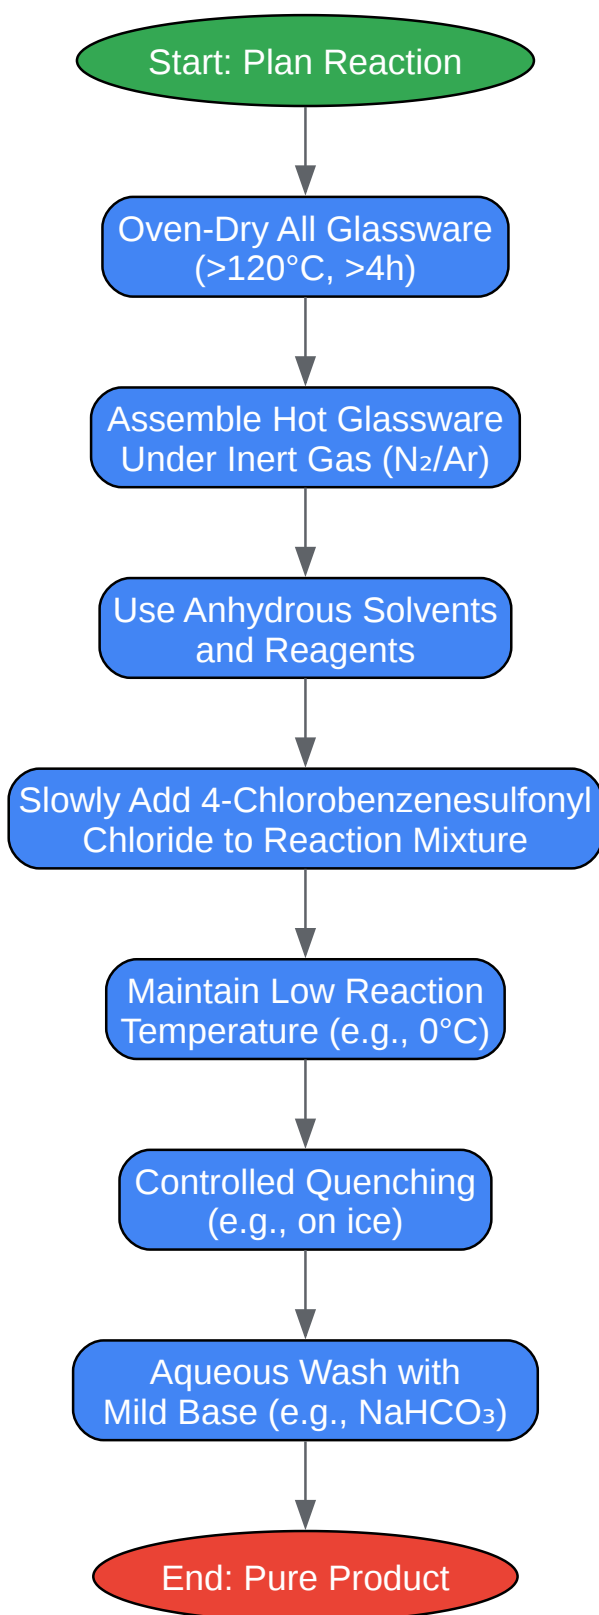 Start: Plan Reaction
Oven-Dry All Glassware
(>120°C, >4h)
Assemble Hot Glassware
Under Inert Gas (N₂/Ar)
Use Anhydrous Solvents
and Reagents
Slowly Add 4-Chlorobenzenesulfonyl
Chloride to Reaction Mixture
Maintain Low Reaction
Temperature (e.g., 0°C)
Controlled Quenching
(e.g., on ice)
Aqueous Wash with
Mild Base (e.g., NaHCO₃)
End: Pure Product